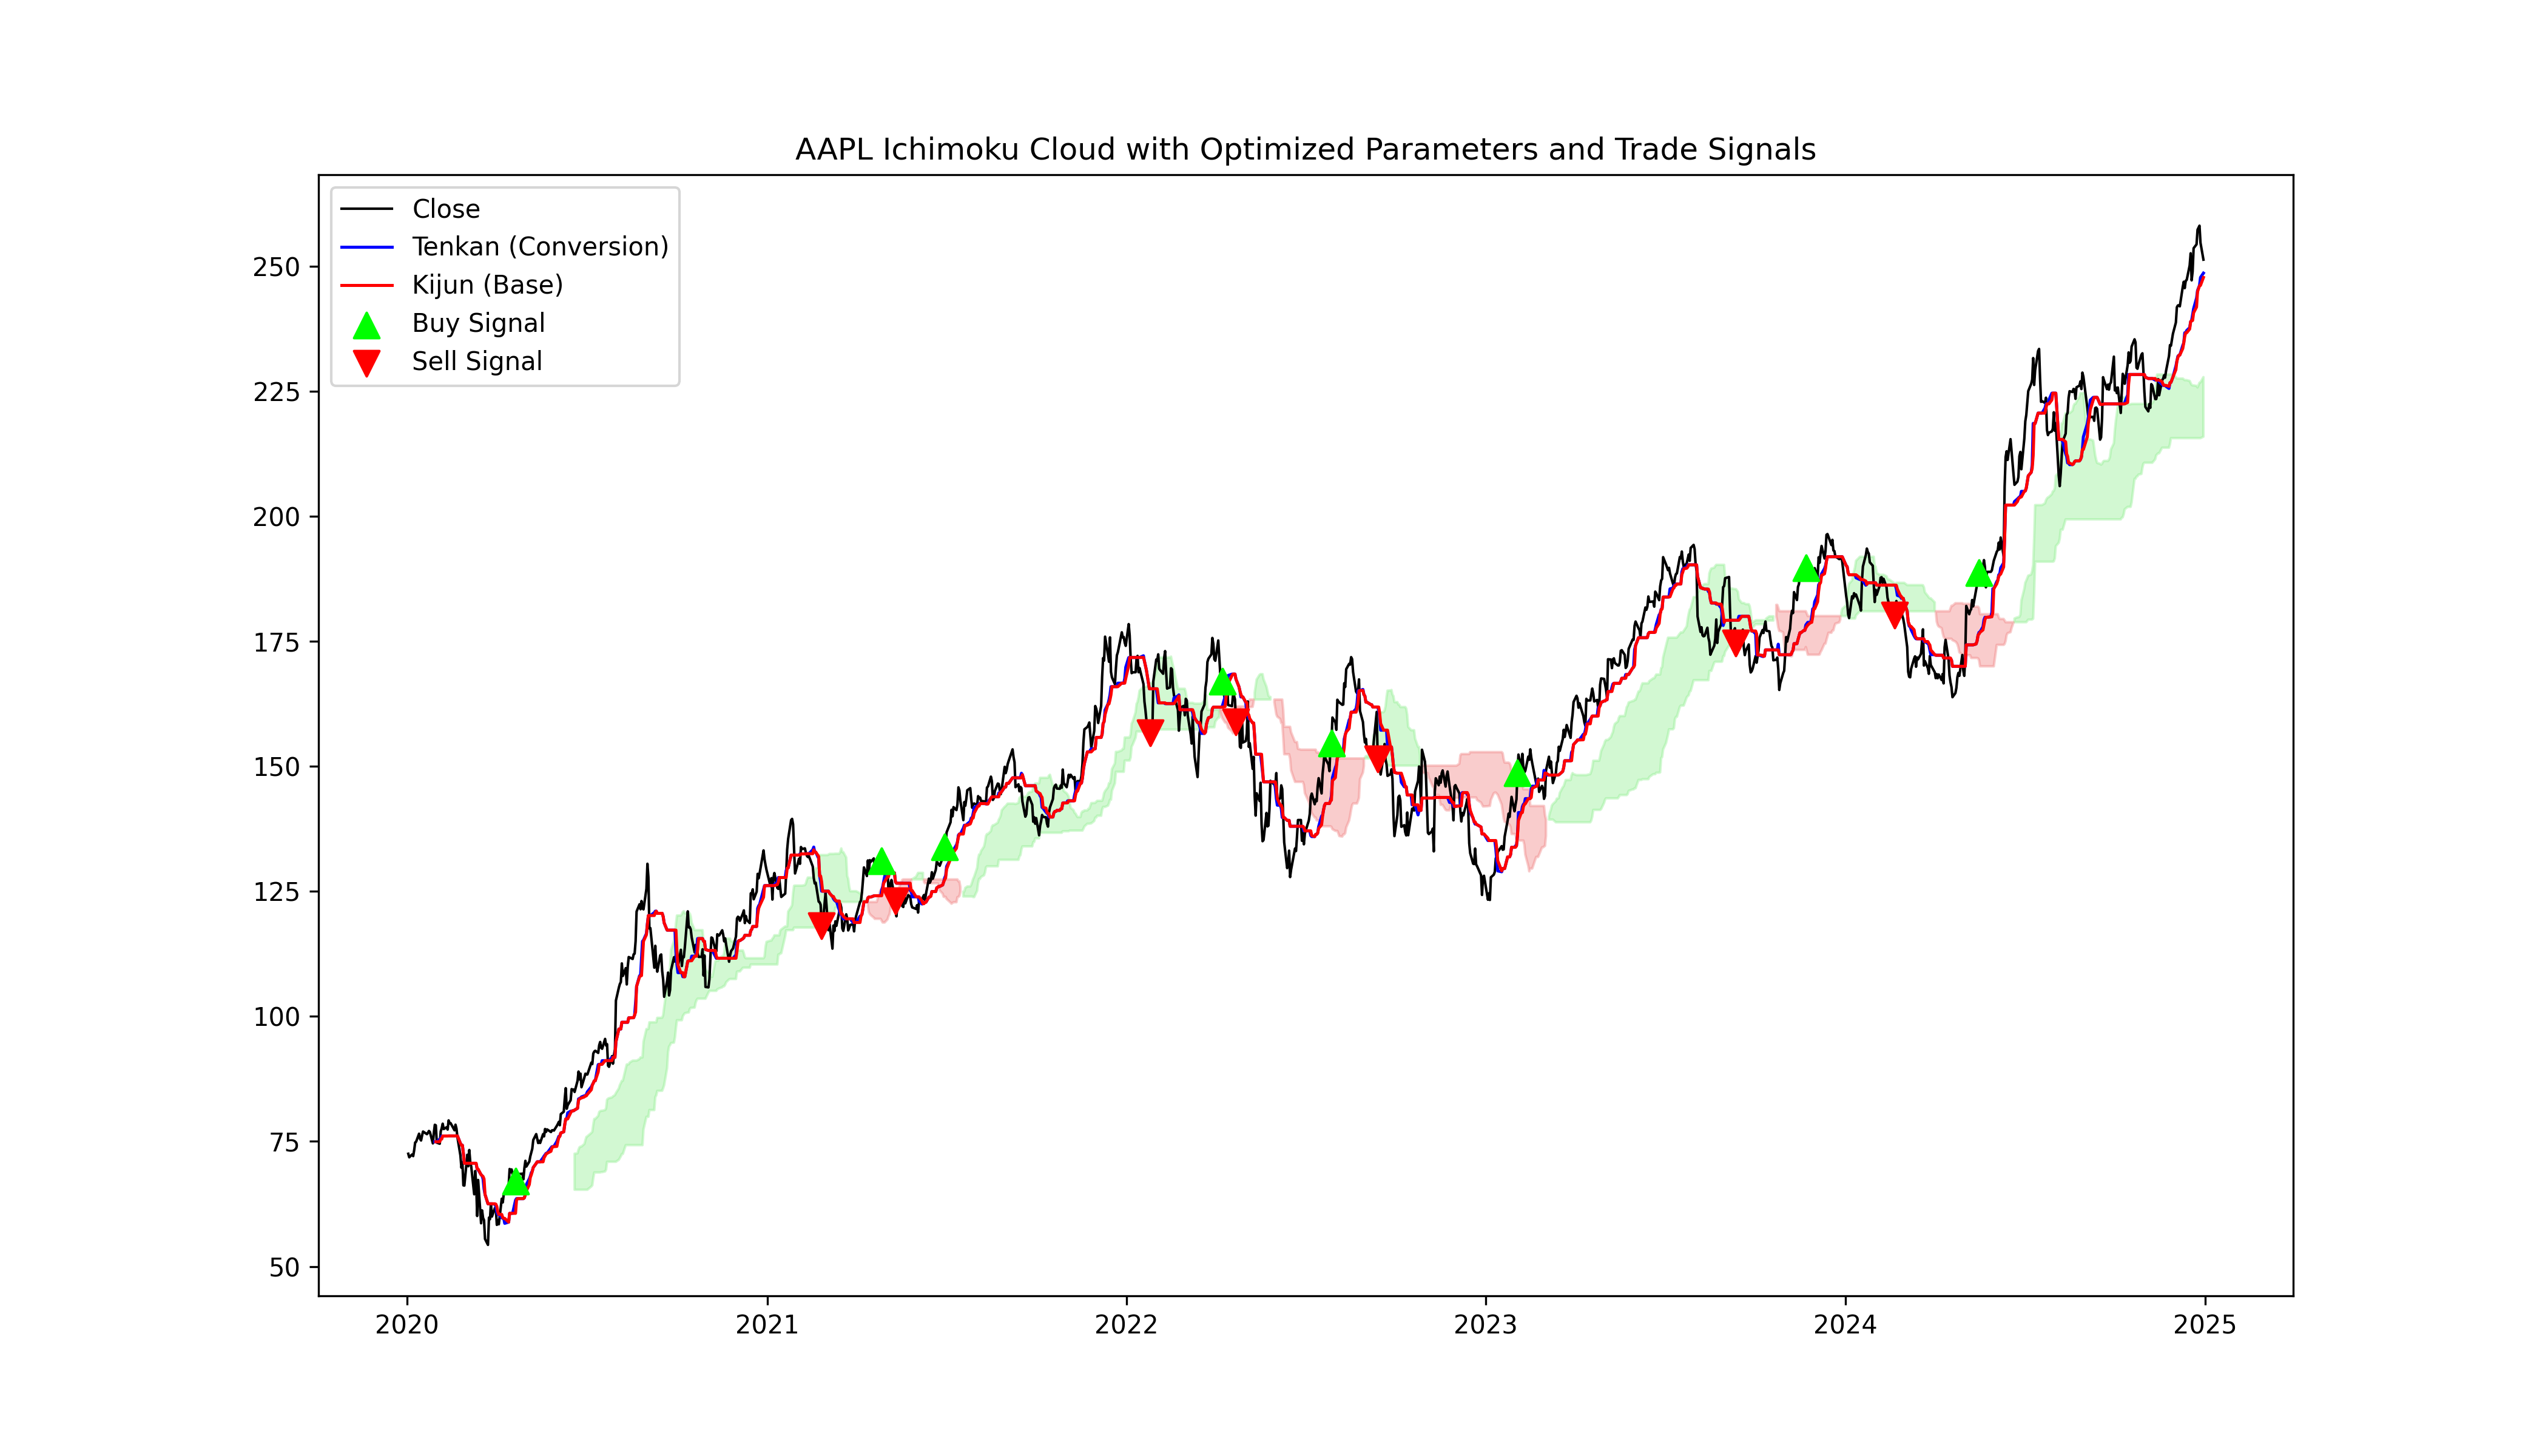 AAPL Ichimoku Cloud with Optimized Parameters and Trade Signals
Close
Tenkan (Conversion)
Kijun (Base)
Buy Signal
Sell Signal
250
225
200
175
150
125
100
75
50
2020 2021 2022 2023 2024 2025